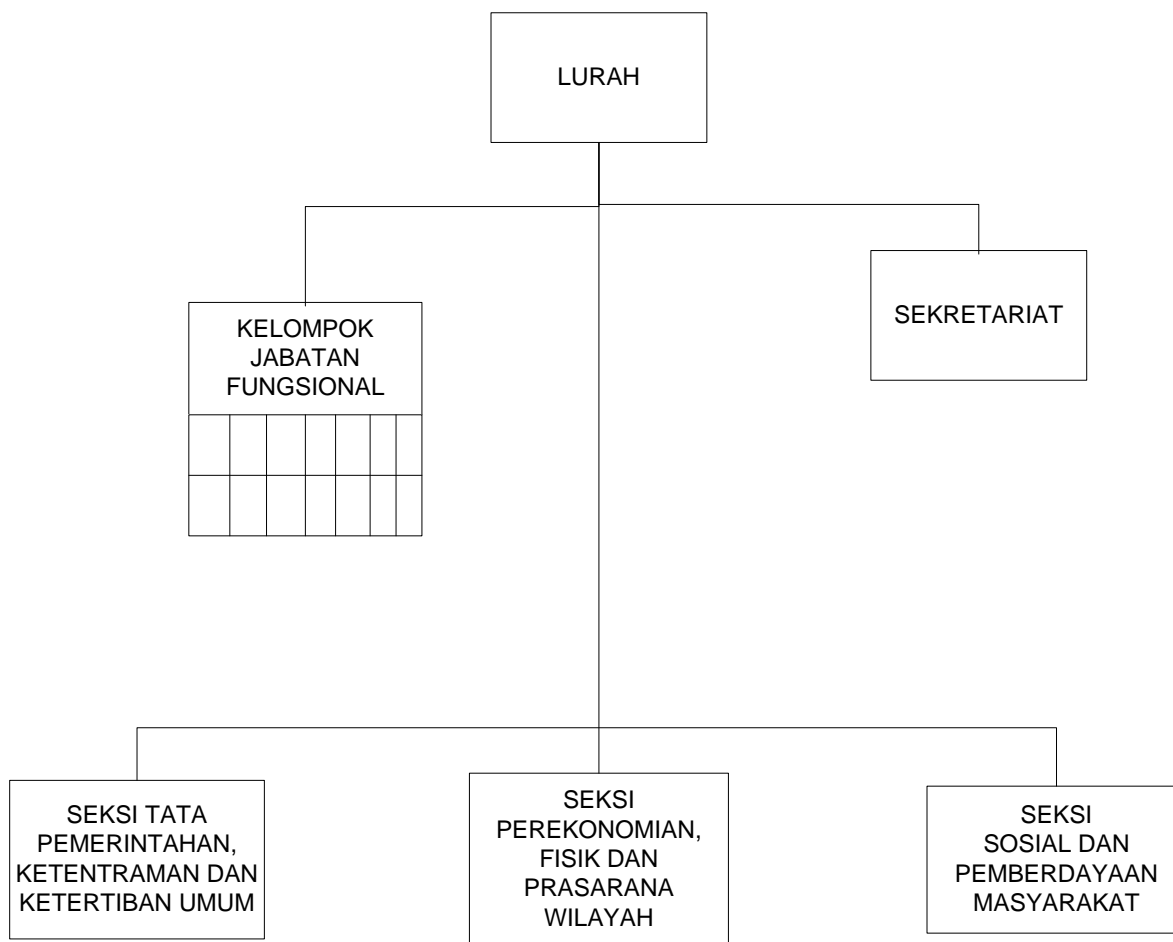 LURAH
SEKRETARIAT
KELOMPOK
JABATAN
FUNGSIONAL
SEKSI TATA
PEMERINTAHAN,
KETENTRAMAN DAN
KETERTIBAN UMUM
SEKSI
PEREKONOMIAN,
FISIK DAN
PRASARANA
WILAYAH
SEKSI
SOSIAL DAN
PEMBERDAYAAN
MASYARAKAT